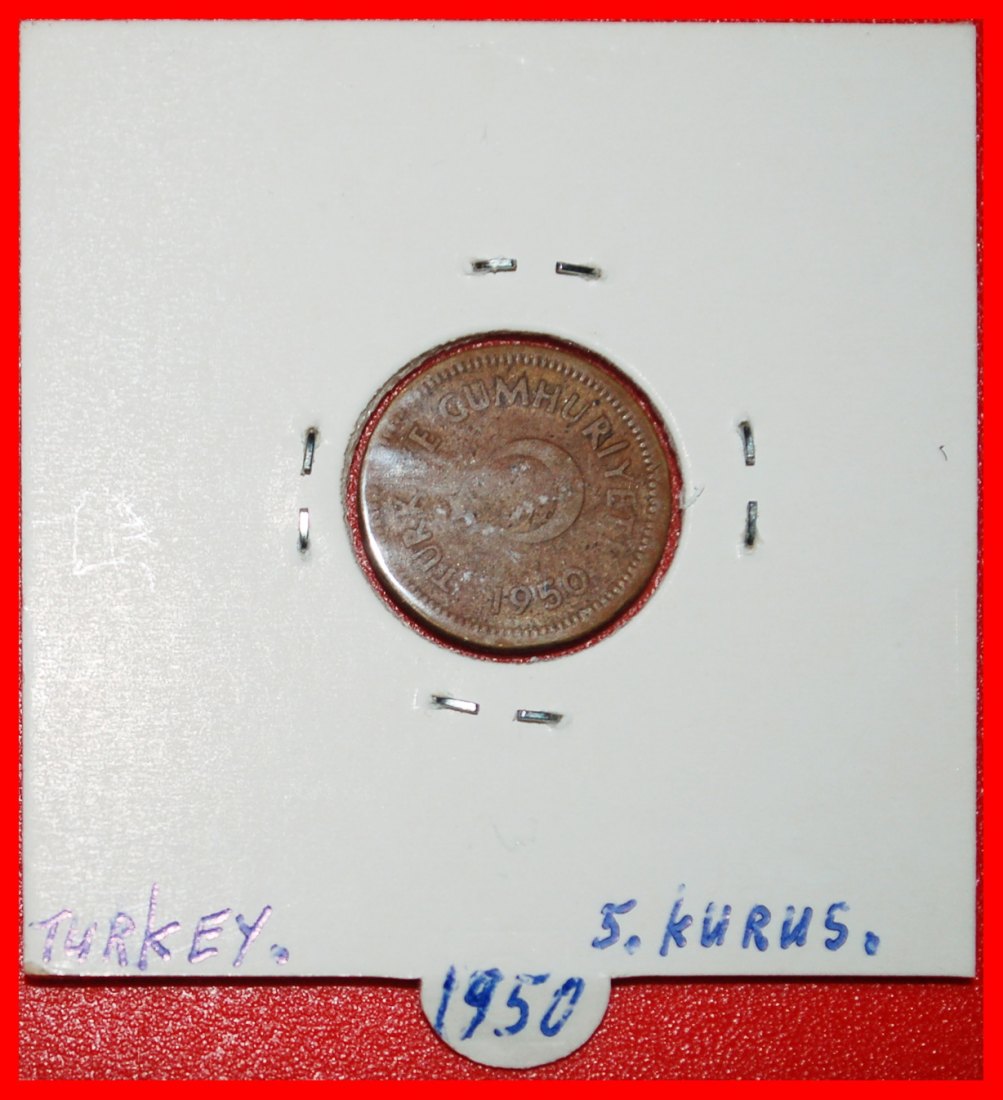 TÜRKİYE CUMHURİYETİ
1950
TURKEY.
5. KURUS.
1950